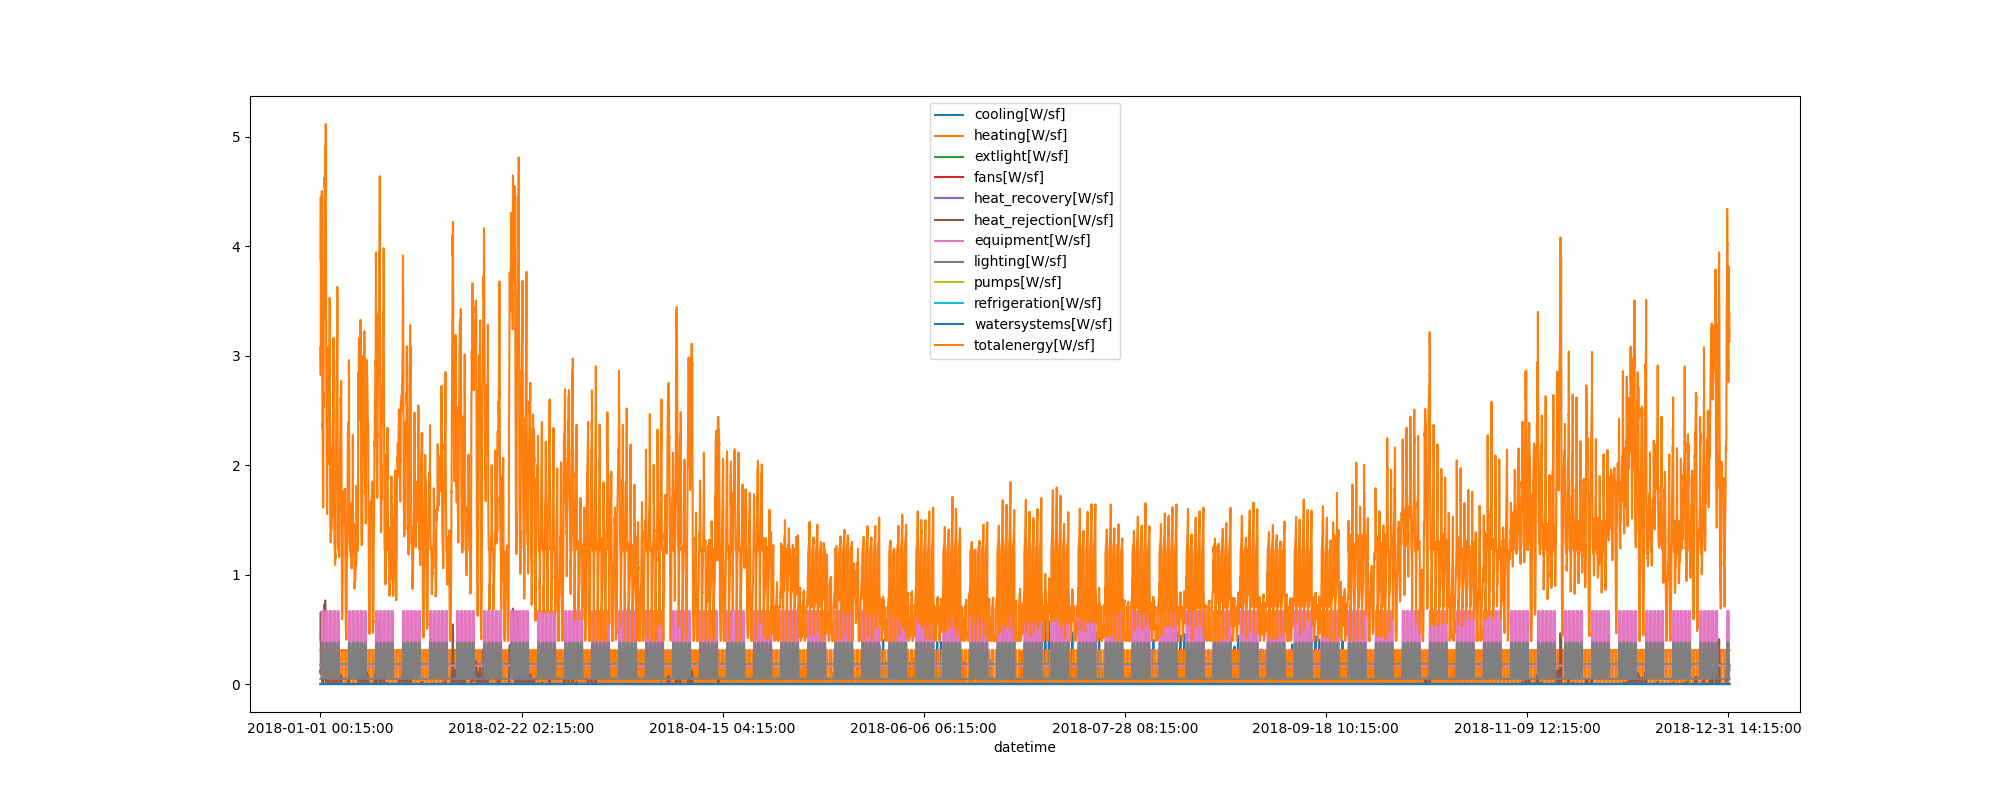 cooling[W/sf]
heating[W/sf]
extlight[W/sf]
fans[W/sf]
heat_recovery[W/sf]
heat_rejection[W/sf]
equipment[W/sf]
lighting[W/sf]
pumps[W/sf]
refrigeration[W/sf]
watersystems[W/sf]
totalenergy[W/sf]
5
4
3
2
1
0
2018-01-01 00:15:00 2018-02-22 02:15:00 2018-04-15 04:15:00 2018-06-06 06:15:00 2018-07-28 08:15:00 2018-09-18 10:15:00 2018-11-09 12:15:00 2018-12-31 14:15:00
datetime